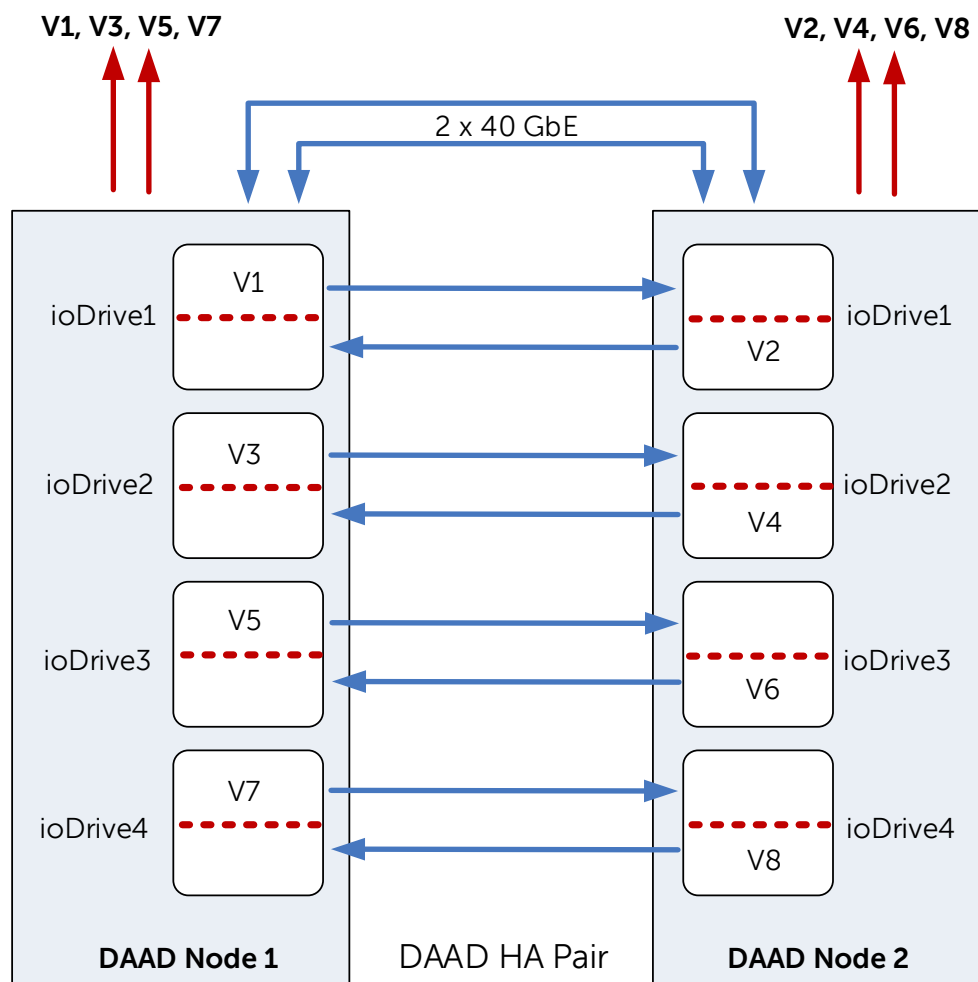 V1, V3, V5, V7
V2, V4, V6, V8
2 x 40 GbE
V1
ioDrive1
ioDrive1
V2
V3
ioDrive2
ioDrive2
V4
V5
ioDrive3
ioDrive3
V6
V7
ioDrive4
ioDrive4
V8
DAAD Node 1
DAAD HA Pair
DAAD Node 2